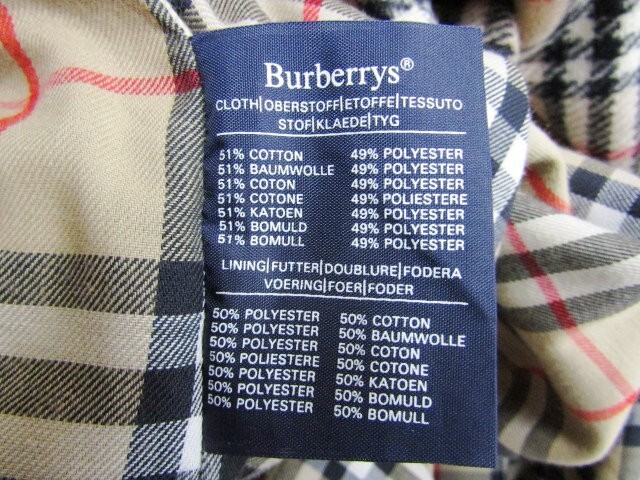 Burberrys®
CLOTH|OBERSTOFF|ETOFFE|TESSUTO
STOF|KLAEDE|TYG
51% COTTON 49% POLYESTER
51% BAUMWOLLE 49% POLYESTER
51% COTON 49% POLYESTER
51% COTONE 49% POLIESTERE
51% KATOEN 49% POLYESTER
51% BOMULD 49% POLYESTER
51% BOMULL 49% POLYESTER
LINING|FUTTER|DOUBLURE|FODERA
VOERING|FOER|FODER
50% POLYESTER 50% COTTON
50% POLYESTER 50% BAUMWOLLE
50% POLYESTER 50% COTON
50% POLIESTERE 50% COTONE
50% POLYESTER 50% KATOEN
50% POLYESTER 50% BOMULD
50% POLYESTER 50% BOMULL